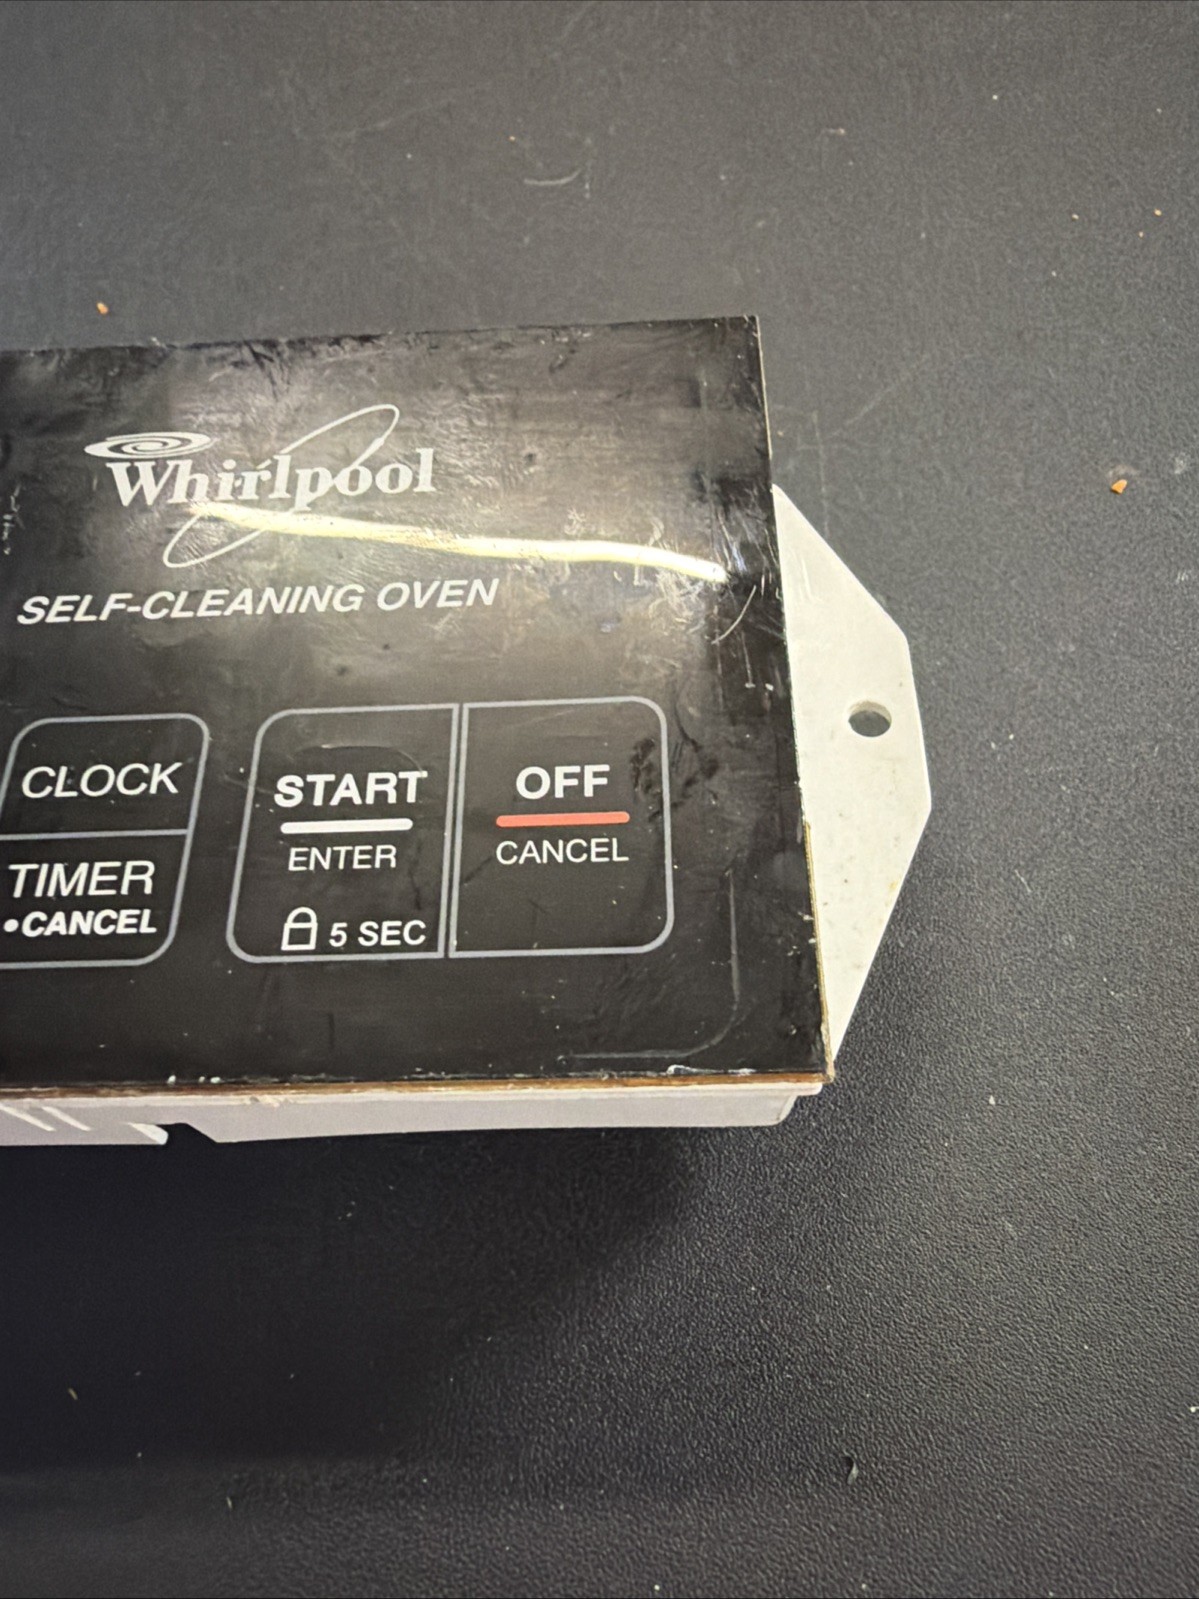 Whirlpool
SELF-CLEANING OVEN
CLOCK
TIMER
•CANCEL
START
ENTER
5 SEC
OFF
CANCEL